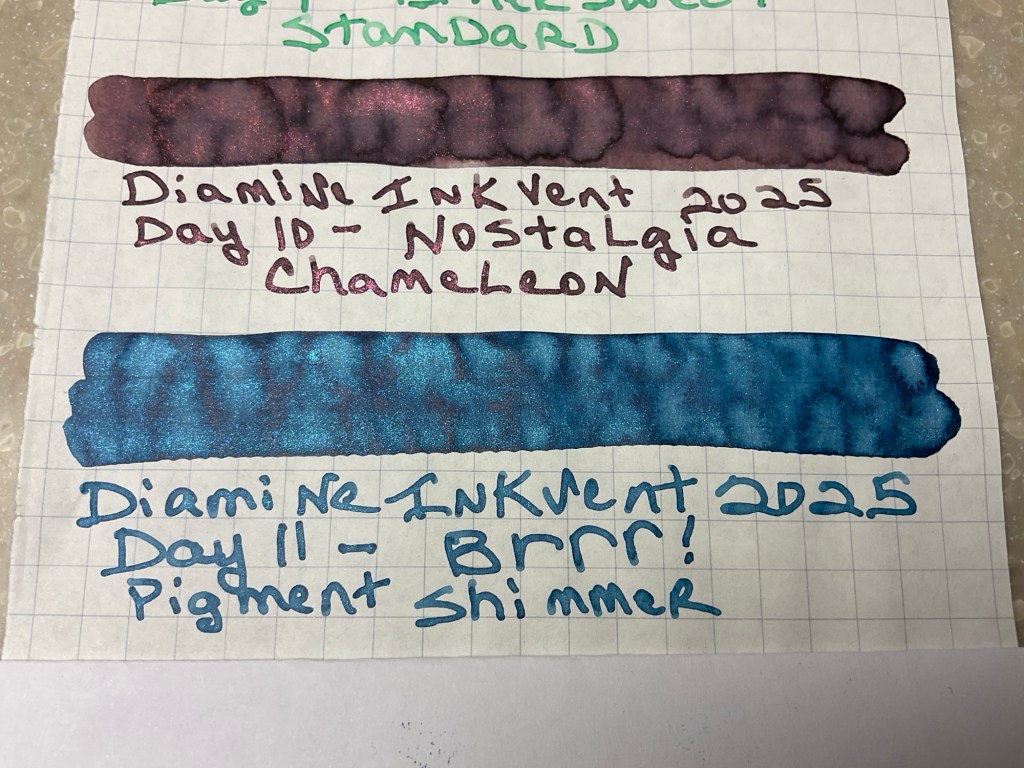 STANDARD
Diamine Inkvent 2025
Day 10 - Nostalgia
Chameleon
Diamine Inkvent 2025
Day 11 - Brrr!
Pigment Shimmer